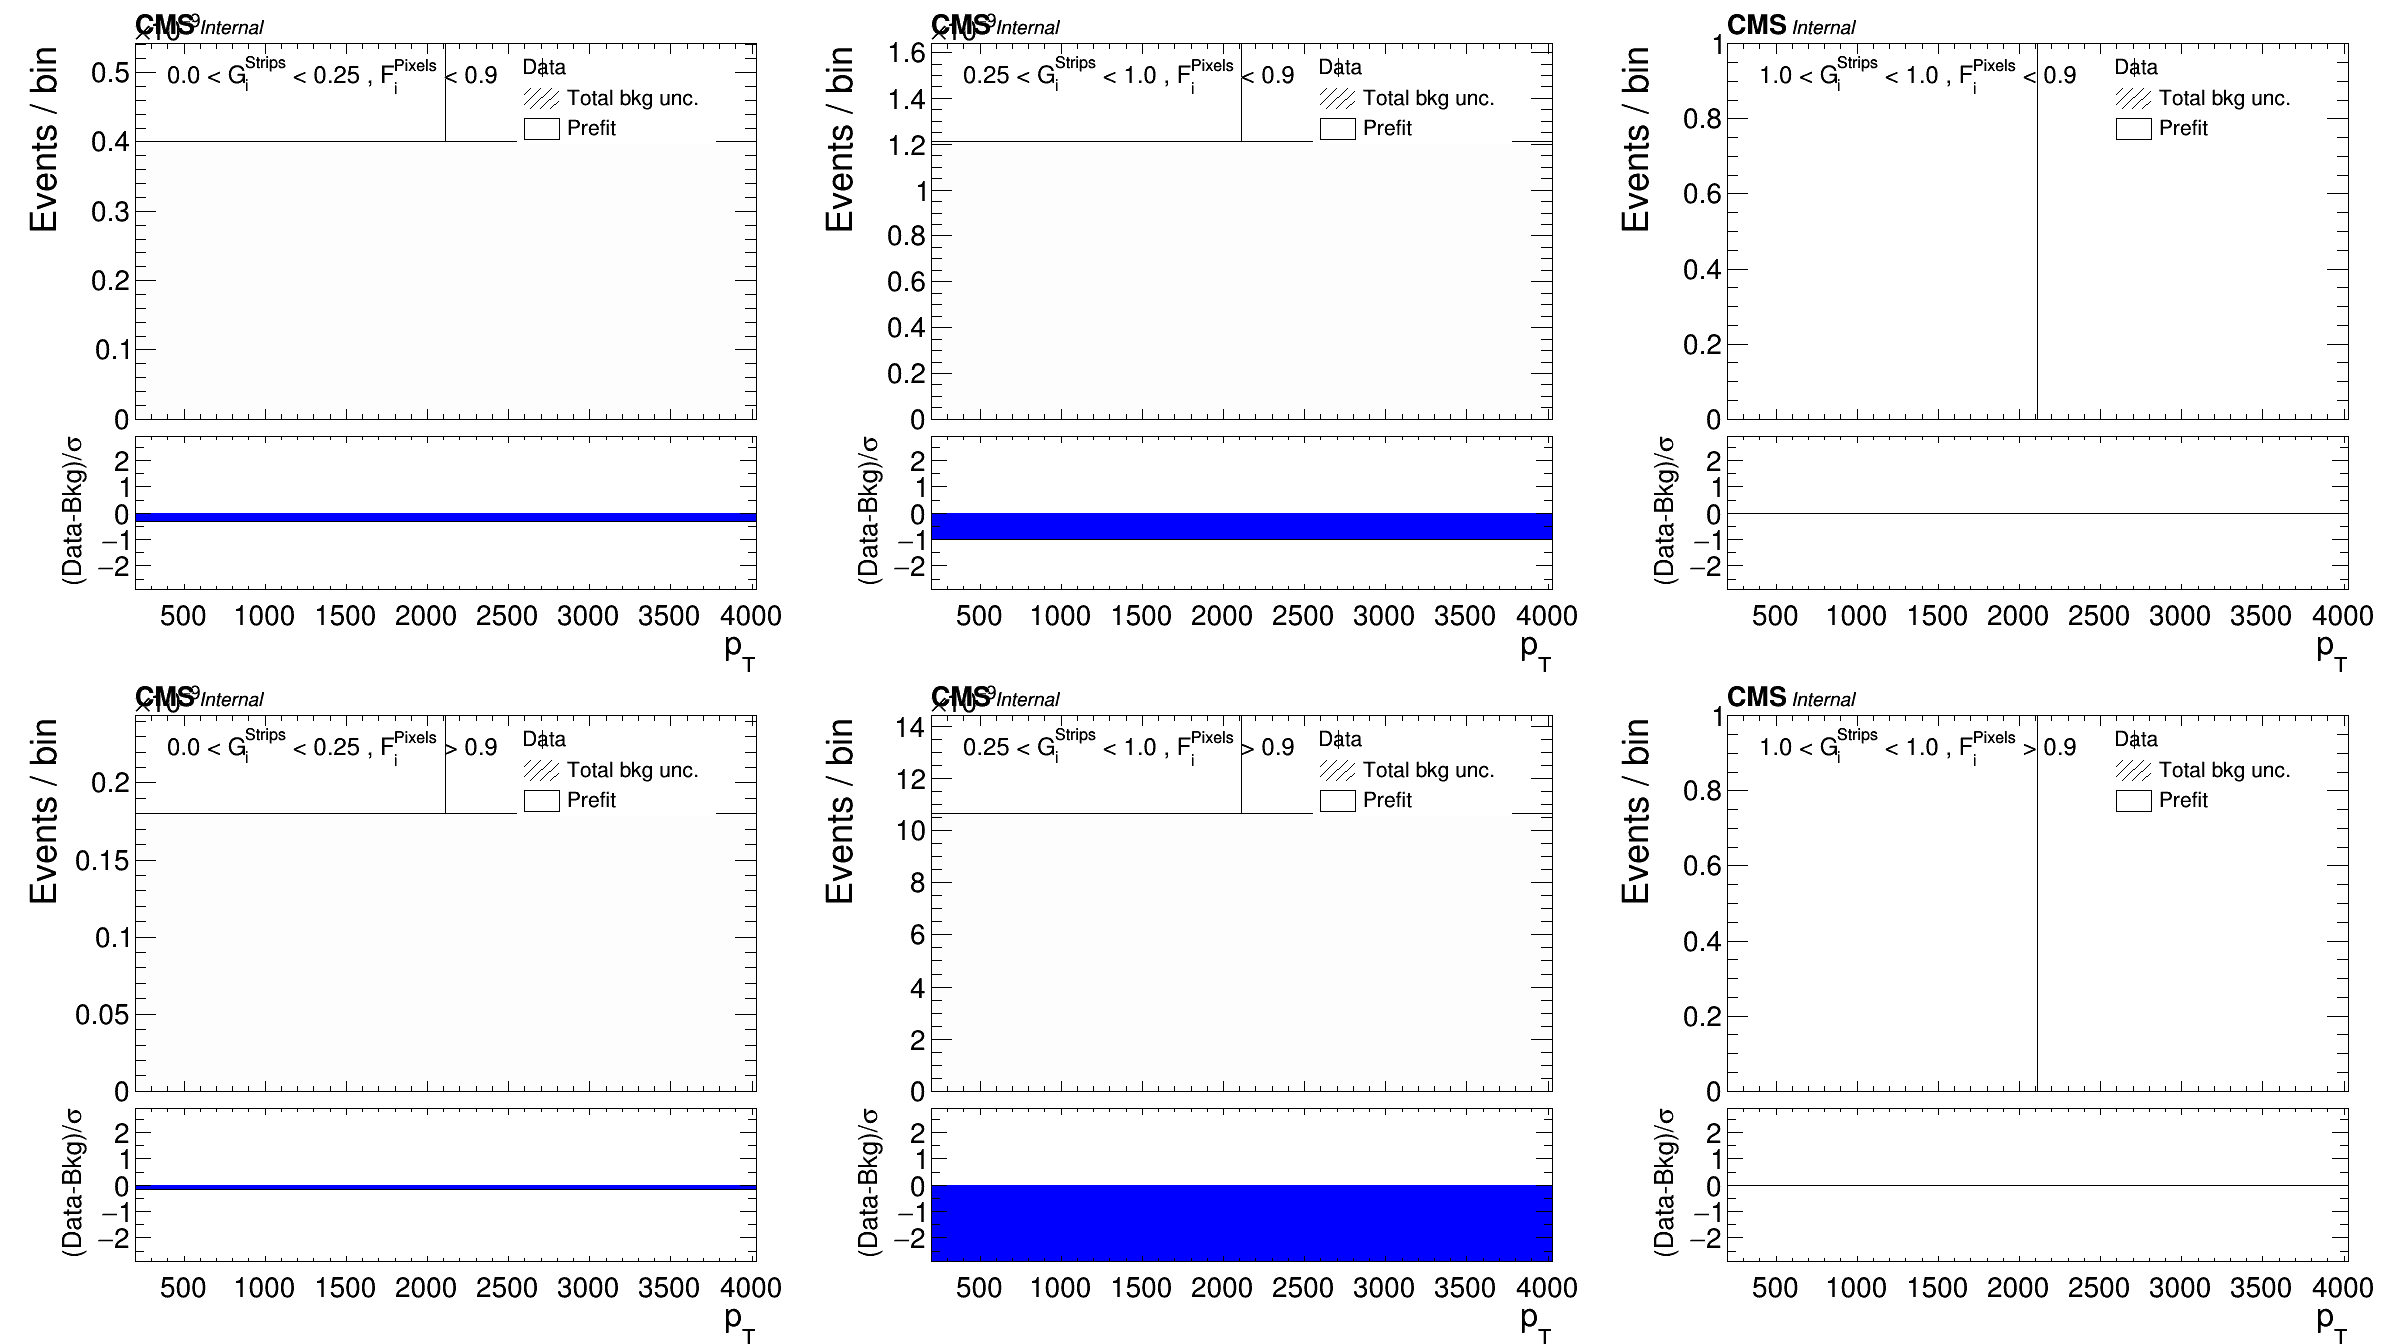 CMS Internal
×10^9
0.0 < G_i^Strips < 0.25 , F_i^Pixels < 0.9
Data
Total bkg unc.
Prefit
Events / bin
0.5
0.4
0.3
0.2
0.1
0
(Data-Bkg)/σ
2
1
0
−1
−2
500 1000 1500 2000 2500 3000 3500 4000
p_T
CMS Internal
×10^9
0.25 < G_i^Strips < 1.0 , F_i^Pixels < 0.9
Data
Total bkg unc.
Prefit
Events / bin
1.6
1.4
1.2
1
0.8
0.6
0.4
0.2
0
(Data-Bkg)/σ
2
1
0
−1
−2
500 1000 1500 2000 2500 3000 3500 4000
p_T
CMS Internal
1.0 < G_i^Strips < 1.0 , F_i^Pixels < 0.9
Data
Total bkg unc.
Prefit
Events / bin
1
0.8
0.6
0.4
0.2
0
(Data-Bkg)/σ
2
1
0
−1
−2
500 1000 1500 2000 2500 3000 3500 4000
p_T
CMS Internal
×10^9
0.0 < G_i^Strips < 0.25 , F_i^Pixels > 0.9
Data
Total bkg unc.
Prefit
Events / bin
0.2
0.15
0.1
0.05
0
(Data-Bkg)/σ
2
1
0
−1
−2
500 1000 1500 2000 2500 3000 3500 4000
p_T
CMS Internal
×10^9
0.25 < G_i^Strips < 1.0 , F_i^Pixels > 0.9
Data
Total bkg unc.
Prefit
Events / bin
14
12
10
8
6
4
2
0
(Data-Bkg)/σ
2
1
0
−1
−2
500 1000 1500 2000 2500 3000 3500 4000
p_T
CMS Internal
1.0 < G_i^Strips < 1.0 , F_i^Pixels > 0.9
Data
Total bkg unc.
Prefit
Events / bin
1
0.8
0.6
0.4
0.2
0
(Data-Bkg)/σ
2
1
0
−1
−2
500 1000 1500 2000 2500 3000 3500 4000
p_T